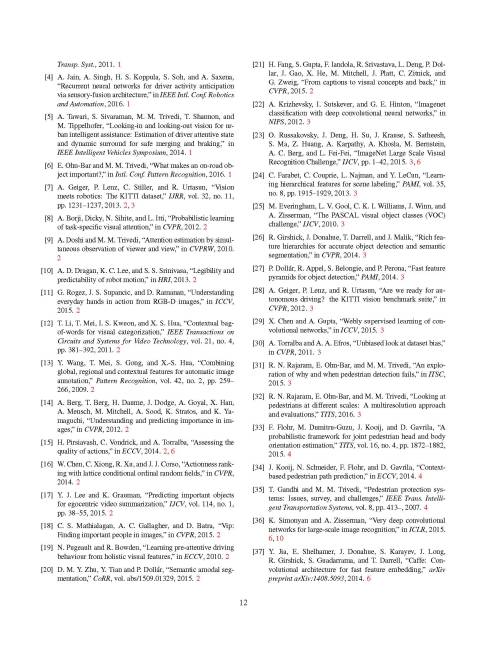 Transp. Syst., 2011. 1
[4] A. Jain, A. Singh, H. S. Koppula, S. Soh, and A. Saxena,
"Recurrent neural networks for driver activity anticipation
via sensory-fusion architecture," in IEEE Intl. Conf. Robotics
and Automation, 2016. 1
[5] A. Tawari, S. Sivaraman, M. M. Trivedi, T. Shannon, and
M. Tippelhofer, "Looking-in and looking-out vision for ur-
ban intelligent assistance: Estimation of driver attentive state
and dynamic surround for safe merging and braking," in
IEEE Intelligent Vehicles Symposium, 2014. 1
[6] E. Ohn-Bar and M. M. Trivedi, "What makes an on-road ob-
ject important?," in Intl. Conf. Pattern Recognition, 2016. 1
[7] A. Geiger, P. Lenz, C. Stiller, and R. Urtasun, "Vision
meets robotics: The KITTI dataset," IJRR, vol. 32, no. 11,
pp. 1231–1237, 2013. 2, 3
[8] A. Borji, Dicky, N. Sihite, and L. Itti, "Probabilistic learning
of task-specific visual attention," in CVPR, 2012. 2
[9] A. Doshi and M. M. Trivedi, "Attention estimation by simul-
taneous observation of viewer and view," in CVPRW, 2010.
2
[10] A. D. Dragan, K. C. Lee, and S. S. Srinivasa, "Legibility and
predictability of robot motion," in HRI, 2013. 2
[11] G. Rogez, J. S. Supancic, and D. Ramanan, "Understanding
everyday hands in action from RGB-D images," in ICCV,
2015. 2
[12] T. Li, T. Mei, I. S. Kweon, and X. S. Hua, "Contextual bag-
of-words for visual categorization," IEEE Transactions on
Circuits and Systems for Video Technology, vol. 21, no. 4,
pp. 381–392, 2011. 2
[13] Y. Wang, T. Mei, S. Gong, and X.-S. Hua, "Combining
global, regional and contextual features for automatic image
annotation," Pattern Recognition, vol. 42, no. 2, pp. 259–
266, 2009. 2
[14] A. Berg, T. Berg, H. Daume, J. Dodge, A. Goyal, X. Han,
A. Mensch, M. Mitchell, A. Sood, K. Stratos, and K. Ya-
maguchi, "Understanding and predicting importance in im-
ages," in CVPR, 2012. 2
[15] H. Pirsiavash, C. Vondrick, and A. Torralba, "Assessing the
quality of actions," in ECCV, 2014. 2, 6
[16] W. Chen, C. Xiong, R. Xu, and J. J. Corso, "Actionness rank-
ing with lattice conditional ordinal random fields," in CVPR,
2014. 2
[17] Y. J. Lee and K. Grauman, "Predicting important objects
for egocentric video summarization," IJCV, vol. 114, no. 1,
pp. 38–55, 2015. 2
[18] C. S. Mathialagan, A. C. Gallagher, and D. Batra, "Vip:
Finding important people in images," in CVPR, 2015. 2
[19] N. Pugeault and R. Bowden, "Learning pre-attentive driving
behaviour from holistic visual features," in ECCV, 2010. 2
[20] D. M. Y. Zhu, Y. Tian and P. Dollár, "Semantic amodal seg-
mentation," CoRR, vol. abs/1509.01329, 2015. 2
[21] H. Fang, S. Gupta, F. Iandola, R. Srivastava, L. Deng, P. Dol-
lar, J. Gao, X. He, M. Mitchell, J. Platt, C. Zitnick, and
G. Zweig, "From captions to visual concepts and back," in
CVPR, 2015. 2
[22] A. Krizhevsky, I. Sutskever, and G. E. Hinton, "Imagenet
classification with deep convolutional neural networks," in
NIPS, 2012. 3
[23] O. Russakovsky, J. Deng, H. Su, J. Krause, S. Satheesh,
S. Ma, Z. Huang, A. Karpathy, A. Khosla, M. Bernstein,
A. C. Berg, and L. Fei-Fei, "ImageNet Large Scale Visual
Recognition Challenge," IJCV, pp. 1–42, 2015. 3, 6
[24] C. Farabet, C. Couprie, L. Najman, and Y. LeCun, "Learn-
ing hierarchical features for scene labeling," PAMI, vol. 35,
no. 8, pp. 1915–1929, 2013. 3
[25] M. Everingham, L. V. Gool, C. K. I. Williams, J. Winn, and
A. Zisserman, "The PASCAL visual object classes (VOC)
challenge," IJCV, 2010. 3
[26] R. Girshick, J. Donahue, T. Darrell, and J. Malik, "Rich fea-
ture hierarchies for accurate object detection and semantic
segmentation," in CVPR, 2014. 3
[27] P. Dollár, R. Appel, S. Belongie, and P. Perona, "Fast feature
pyramids for object detection," PAMI, 2014. 3
[28] A. Geiger, P. Lenz, and R. Urtasun, "Are we ready for au-
tonomous driving? the KITTI vision benchmark suite," in
CVPR, 2012. 3
[29] X. Chen and A. Gupta, "Webly supervised learning of con-
volutional networks," in ICCV, 2015. 3
[30] A. Torralba and A. A. Efros, "Unbiased look at dataset bias,"
in CVPR, 2011. 3
[31] R. N. Rajaram, E. Ohn-Bar, and M. M. Trivedi, "An explo-
ration of why and when pedestrian detection fails," in ITSC,
2015. 3
[32] R. N. Rajaram, E. Ohn-Bar, and M. M. Trivedi, "Looking at
pedestrians at different scales: A multiresolution approach
and evaluations," TITS, 2016. 3
[33] F. Flohr, M. Dumitru-Guzu, J. Kooij, and D. Gavrila, "A
probabilistic framework for joint pedestrian head and body
orientation estimation," TITS, vol. 16, no. 4, pp. 1872–1882,
2015. 4
[34] J. Kooij, N. Schneider, F. Flohr, and D. Gavrila, "Context-
based pedestrian path prediction," in ECCV, 2014. 4
[35] T. Gandhi and M. M. Trivedi, "Pedestrian protection sys-
tems: Issues, survey, and challenges," IEEE Trans. Intelli-
gent Transportation Systems, vol. 8, pp. 413–, 2007. 4
[36] K. Simonyan and A. Zisserman, "Very deep convolutional
networks for large-scale image recognition," in ICLR, 2015.
6, 10
[37] Y. Jia, E. Shelhamer, J. Donahue, S. Karayev, J. Long,
R. Girshick, S. Guadarrama, and T. Darrell, "Caffe: Con-
volutional architecture for fast feature embedding," arXiv
preprint arXiv:1408.5093, 2014. 6
12